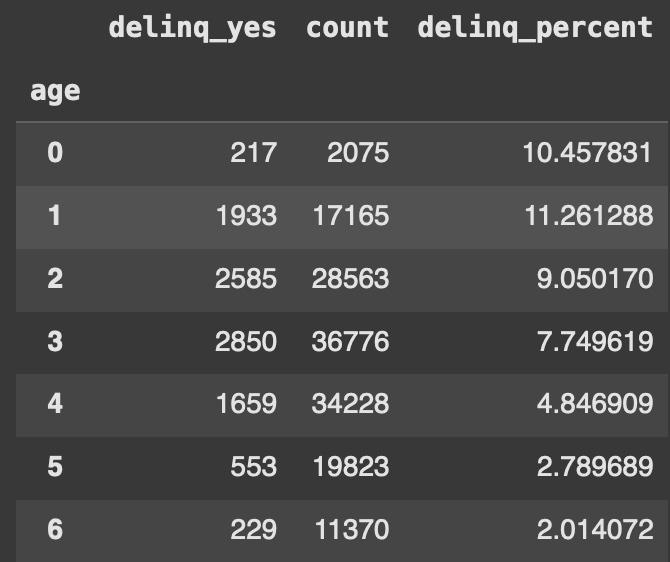 delinq_yes count delinq_percent
age
0 217 2075 10.457831
1 1933 17165 11.261288
2 2585 28563 9.050170
3 2850 36776 7.749619
4 1659 34228 4.846909
5 553 19823 2.789689
6 229 11370 2.014072